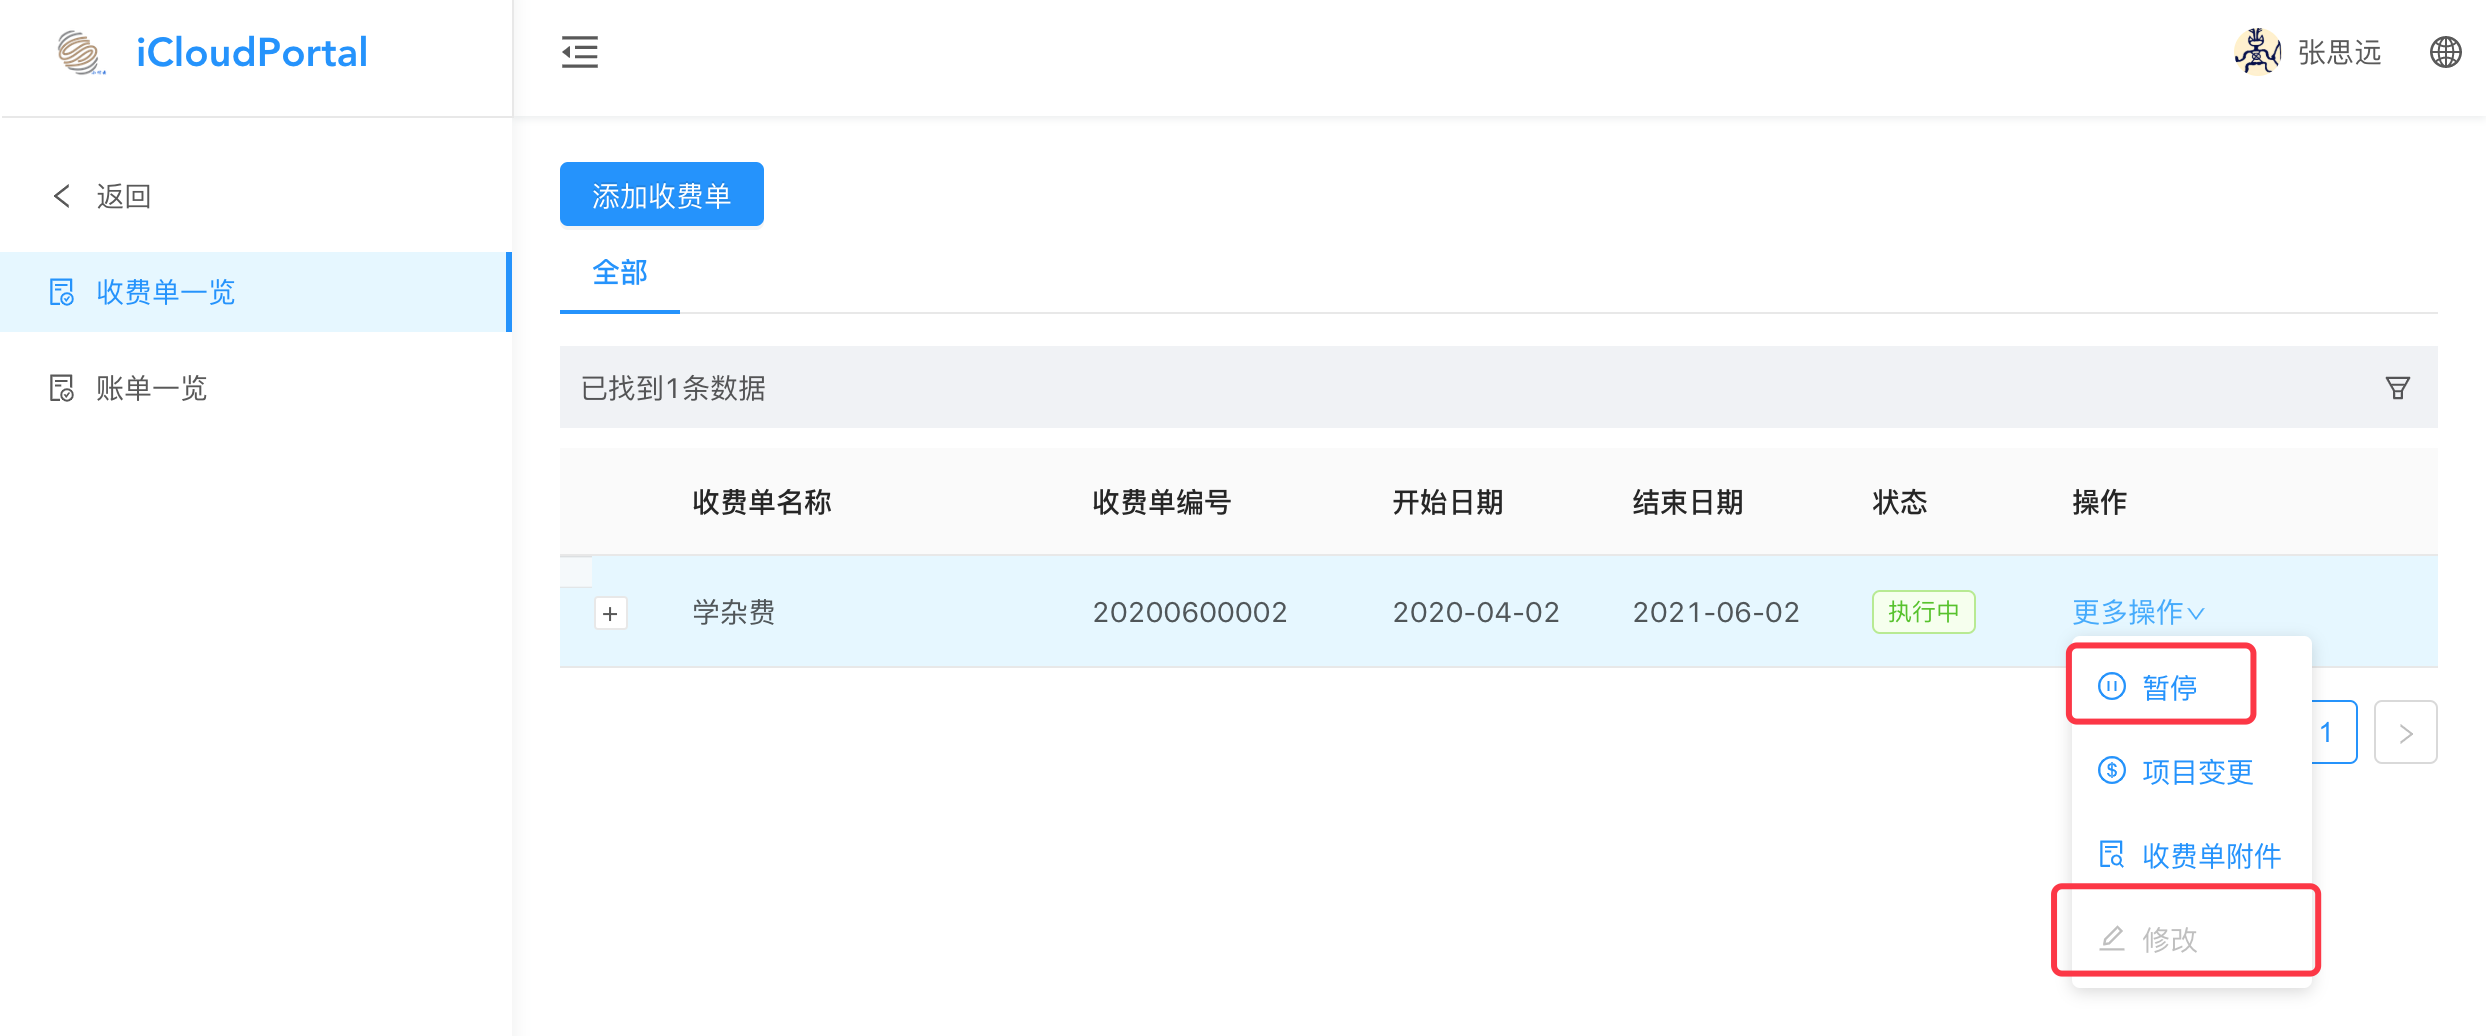 iCloudPortal
张思远
返回
收费单一览
账单一览
添加收费单
全部
已找到1条数据
收费单名称 收费单编号 开始日期 结束日期 状态 操作
学杂费 20200600002 2020-04-02 2021-06-02 执行中 更多操作
暂停
1
项目变更
收费单附件
修改